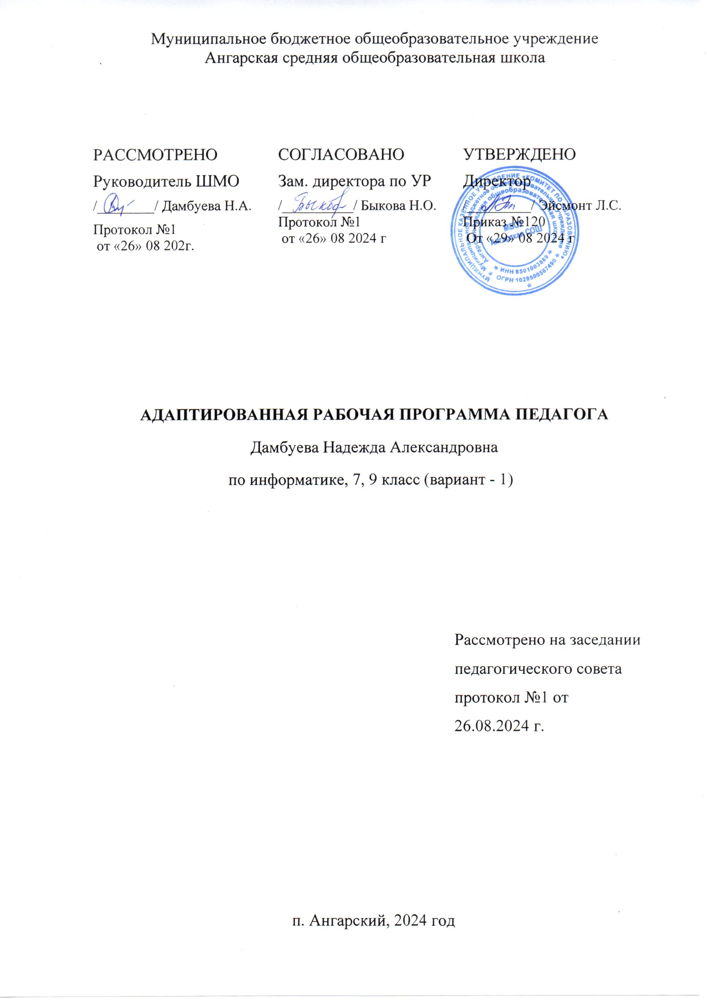 Муниципальное бюджетное общеобразовательное учреждение
Ангарская средняя общеобразовательная школа
РАССМОТРЕНО
Руководитель ШМО
/________/ Дамбуева Н.А.
Протокол №1
от «26» 08 202г.
СОГЛАСОВАНО
Зам. директора по УР
/Быков/ Быкова Н.О.
Протокол №1
от «26» 08 2024 г
УТВЕРЖДЕНО
Директор
/________/ Эйсмонт Л.С.
Приказ №120
От «29» 08 2024 г
МУНИЦИПАЛЬНОЕ КАЗЕННОЕ УЧРЕЖДЕНИЕ «КОМИТЕТ ПО ОБРАЗОВАНИЮ»
Муниципальное бюджетное общеобразовательное учреждение
Ангарская средняя общеобразовательная школа
МБОУ
Ангарская СОШ
ИНН 8501003889
ОГРН 1028500567490
АДАПТИРОВАННАЯ РАБОЧАЯ ПРОГРАММА ПЕДАГОГА
Дамбуева Надежда Александровна
по информатике, 7, 9 класс (вариант - 1)
Рассмотрено на заседании
педагогического совета
протокол №1 от
26.08.2024 г.
п. Ангарский, 2024 год